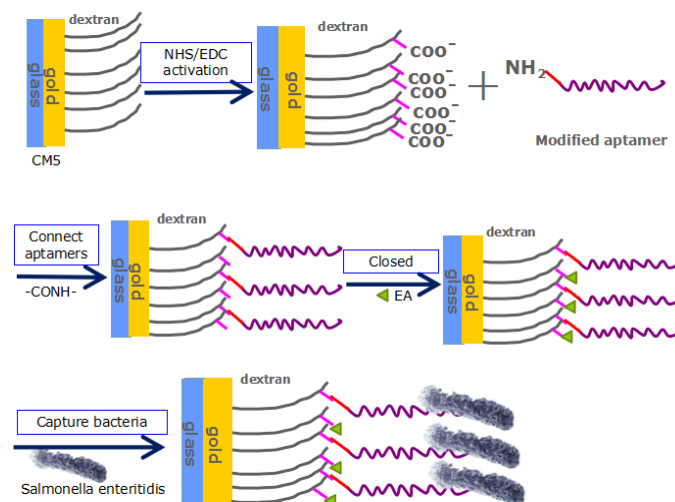 dextran
glass
gold
CM5
NHS/EDC
activation
dextran
glass
gold
COO⁻
COO⁻
COO⁻
COO⁻
COO⁻
COO⁻
+
NH₂
Modified aptamer
Connect
aptamers
-CONH-
dextran
glass
gold
Closed
EA
dextran
glass
gold
Capture bacteria
Salmonella enteritidis
dextran
glass
gold